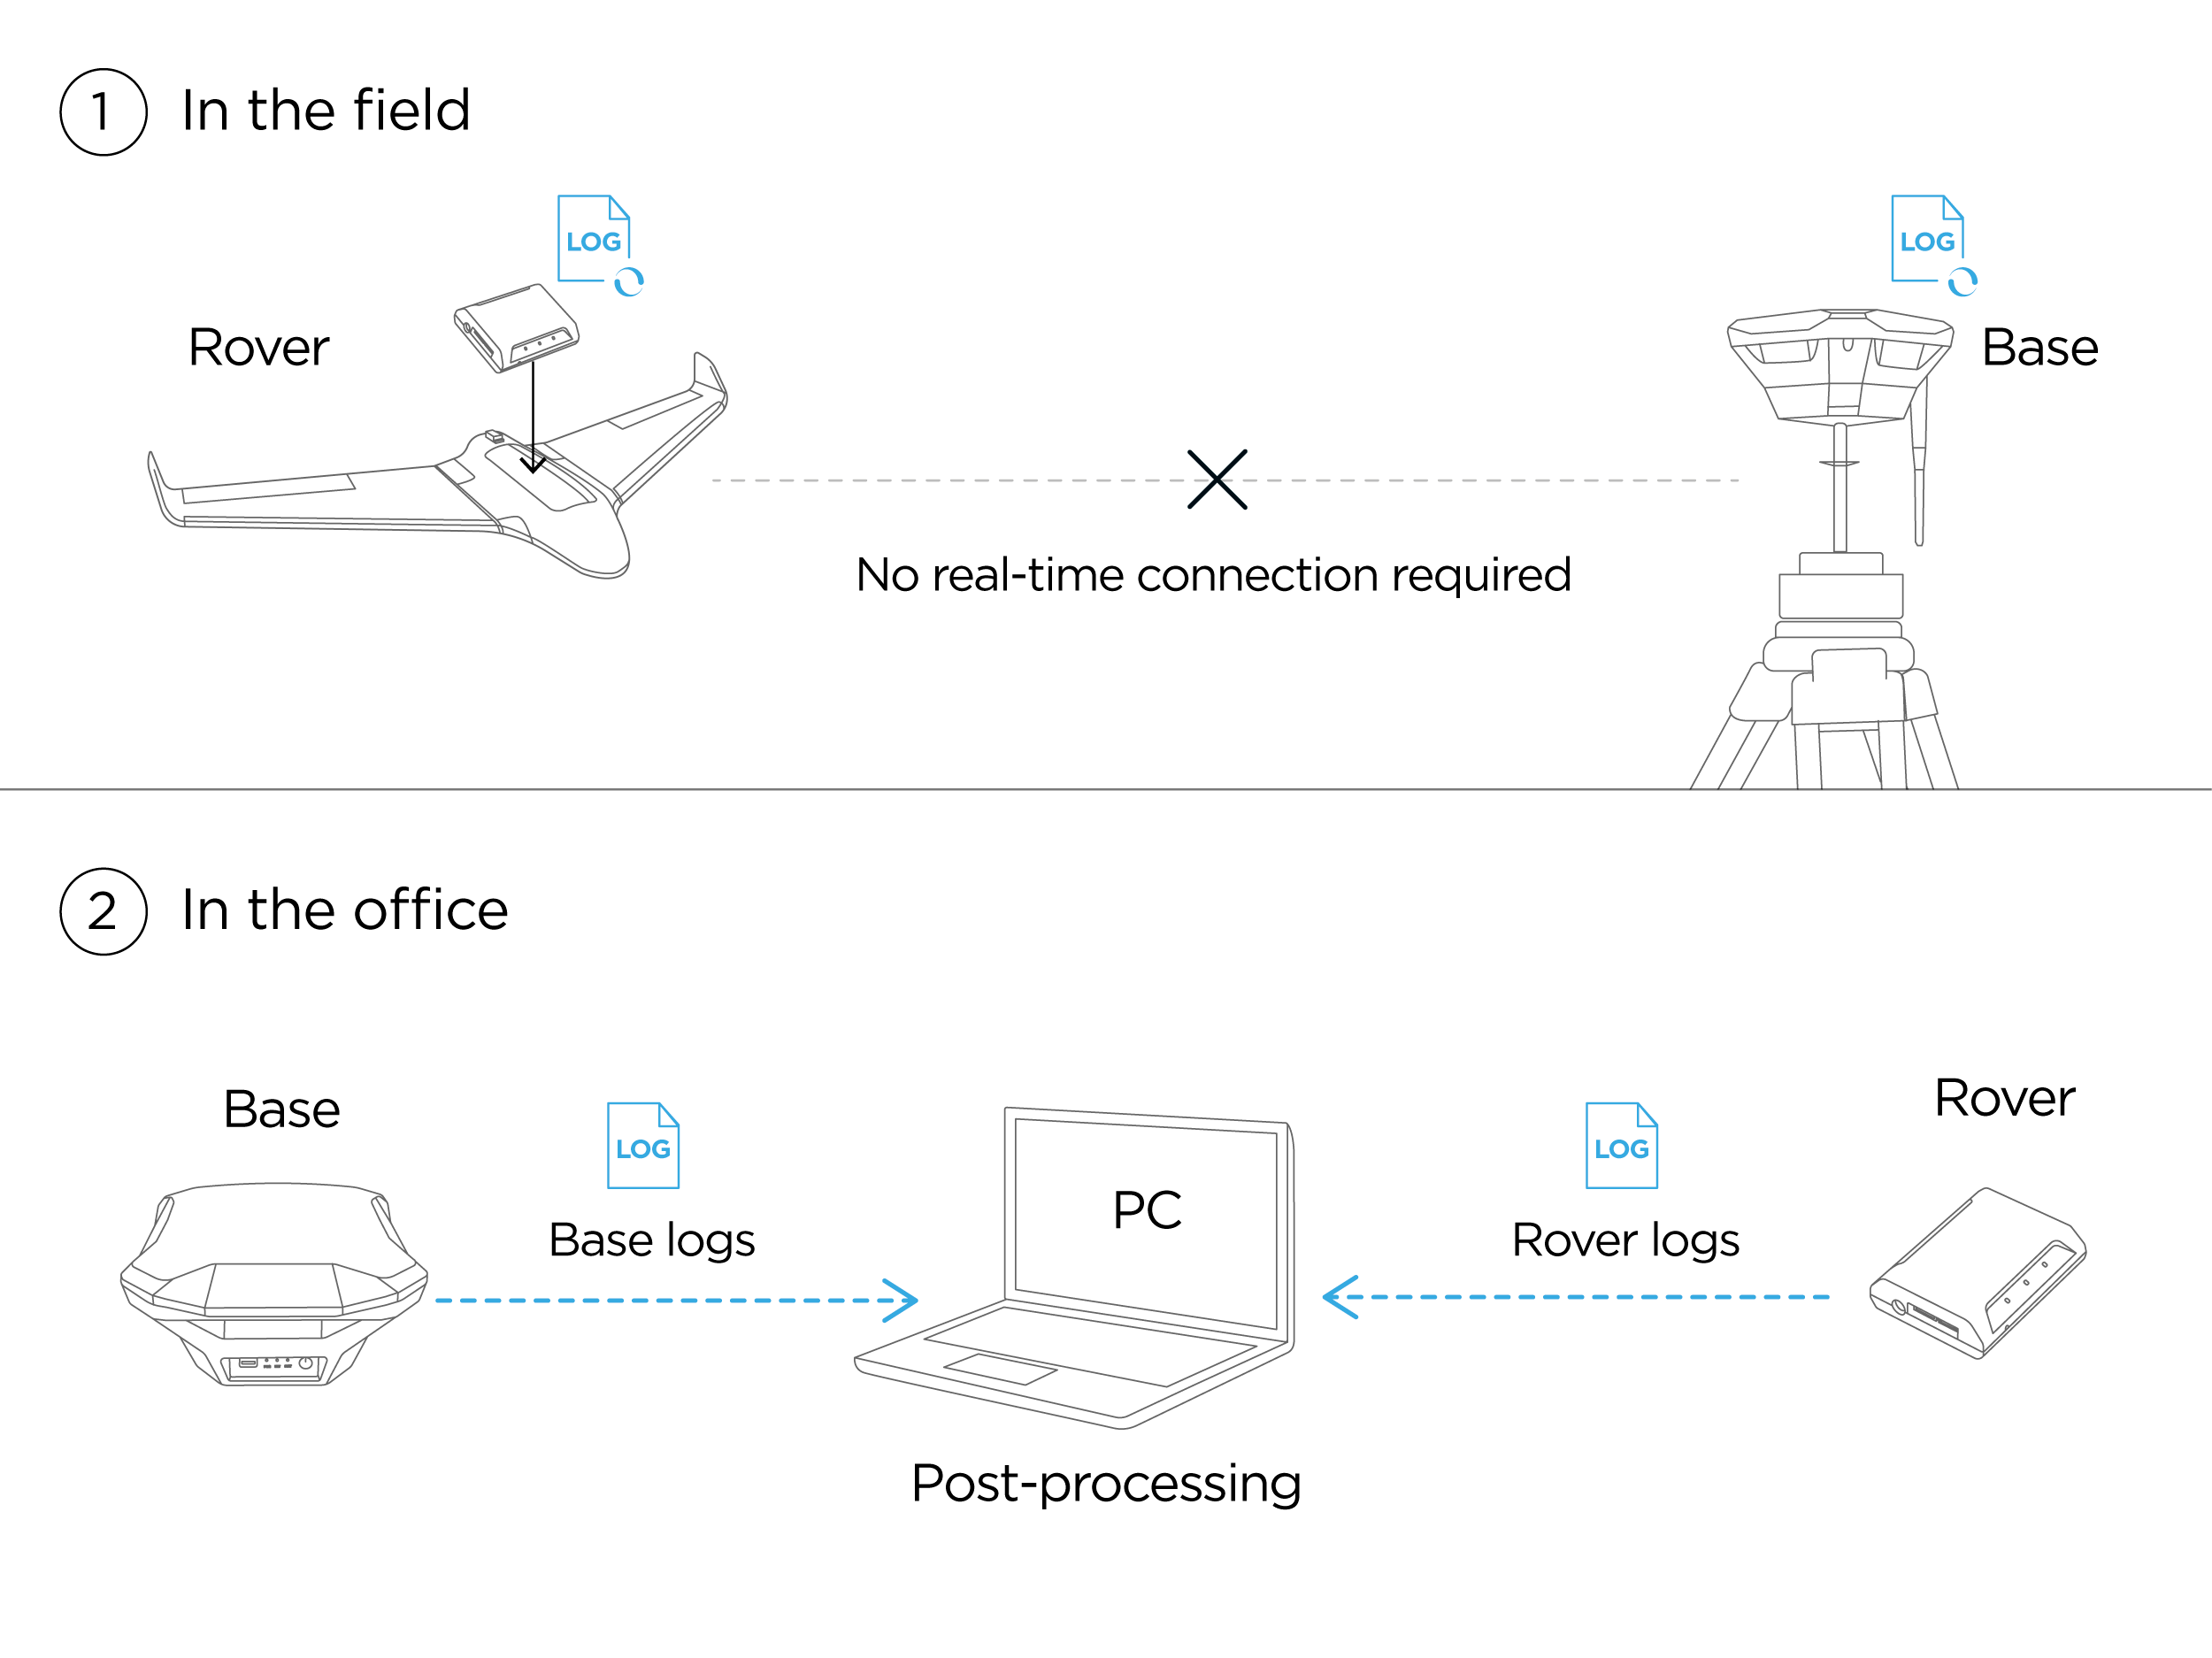 1 In the field
LOG
LOG
Rover
Base
No real-time connection required
2 In the office
Base
LOG
Base logs
PC
LOG
Rover logs
Rover
Post-processing